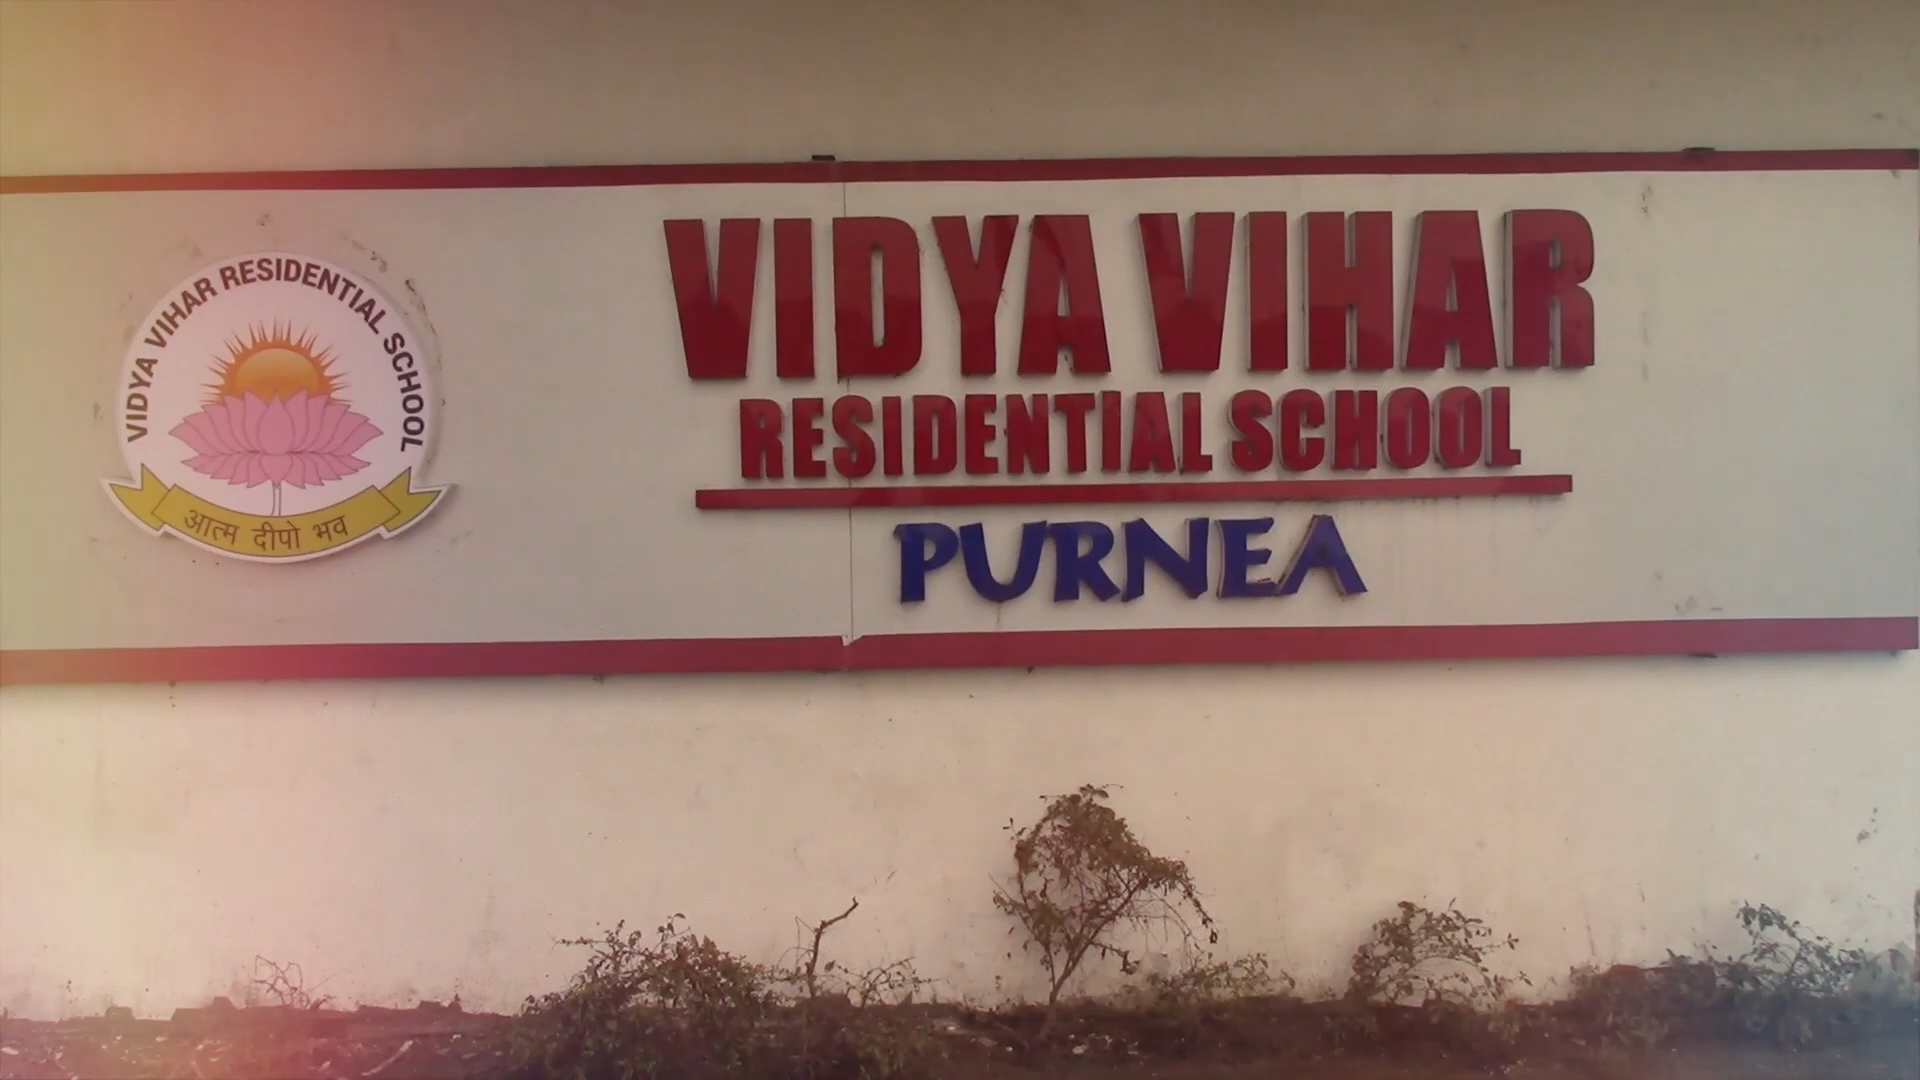 VIDYA VIHAR RESIDENTIAL SCHOOL
आत्म दीपो भव
VIDYA VIHAR
RESIDENTIAL SCHOOL
PURNEA